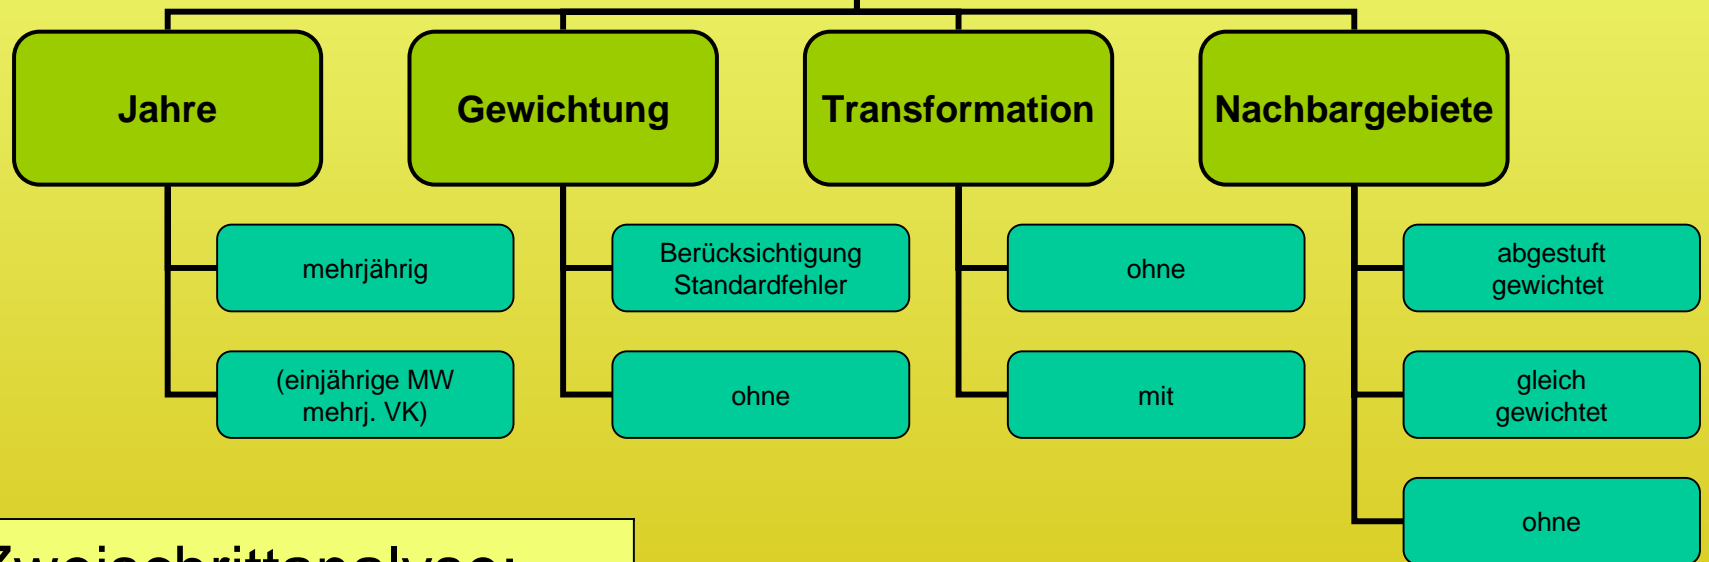 Jahre
Gewichtung
Transformation
Nachbargebiete
mehrjährig
(einjährige MW
mehrj. VK)
Berücksichtigung
Standardfehler
ohne
ohne
mit
abgestuft
gewichtet
gleich
gewichtet
ohne
Zweischrittanalyse: